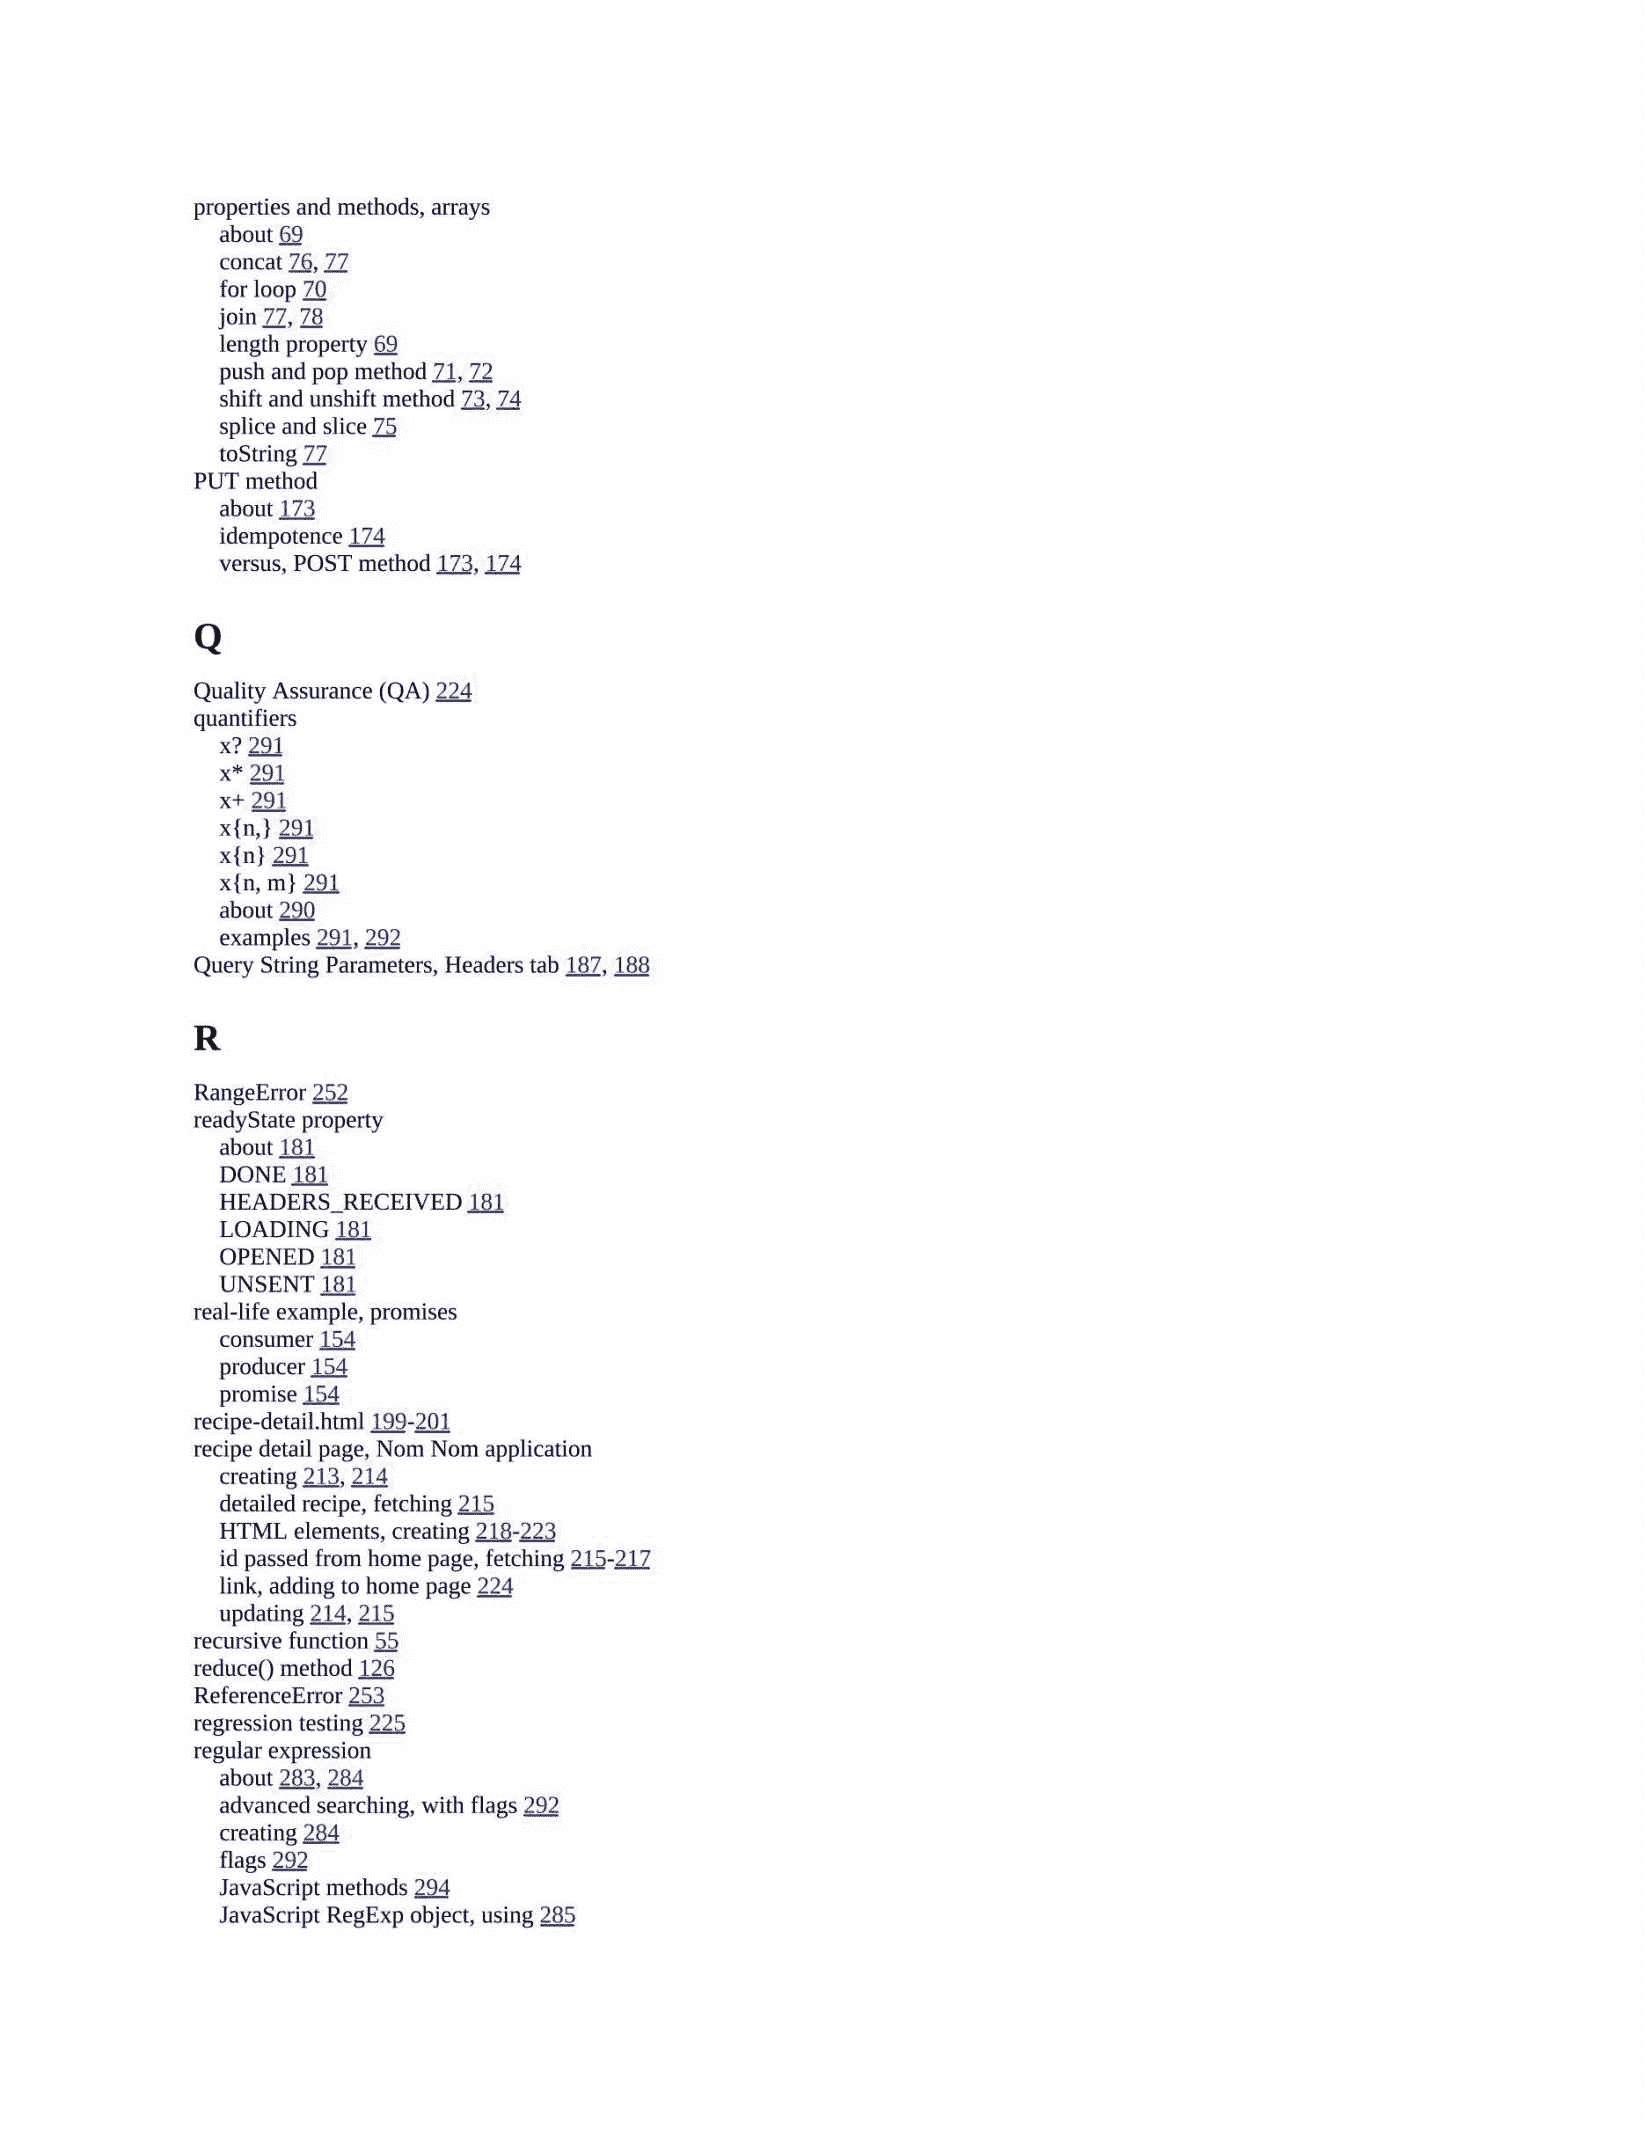 properties and methods, arrays
about 69
concat 76, 77
for loop 70
join 77, 78
length property 69
push and pop method 71, 72
shift and unshift method 73, 74
splice and slice 75
toString 77
PUT method
about 173
idempotence 174
versus, POST method 173, 174
Q
Quality Assurance (QA) 224
quantifiers
x? 291
x* 291
x+ 291
x{n,} 291
x{n} 291
x{n, m} 291
about 290
examples 291, 292
Query String Parameters, Headers tab 187, 188
R
RangeError 252
readyState property
about 181
DONE 181
HEADERS_RECEIVED 181
LOADING 181
OPENED 181
UNSENT 181
real-life example, promises
consumer 154
producer 154
promise 154
recipe-detail.html 199-201
recipe detail page, Nom Nom application
creating 213, 214
detailed recipe, fetching 215
HTML elements, creating 218-223
id passed from home page, fetching 215-217
link, adding to home page 224
updating 214, 215
recursive function 55
reduce() method 126
ReferenceError 253
regression testing 225
regular expression
about 283, 284
advanced searching, with flags 292
creating 284
flags 292
JavaScript methods 294
JavaScript RegExp object, using 285